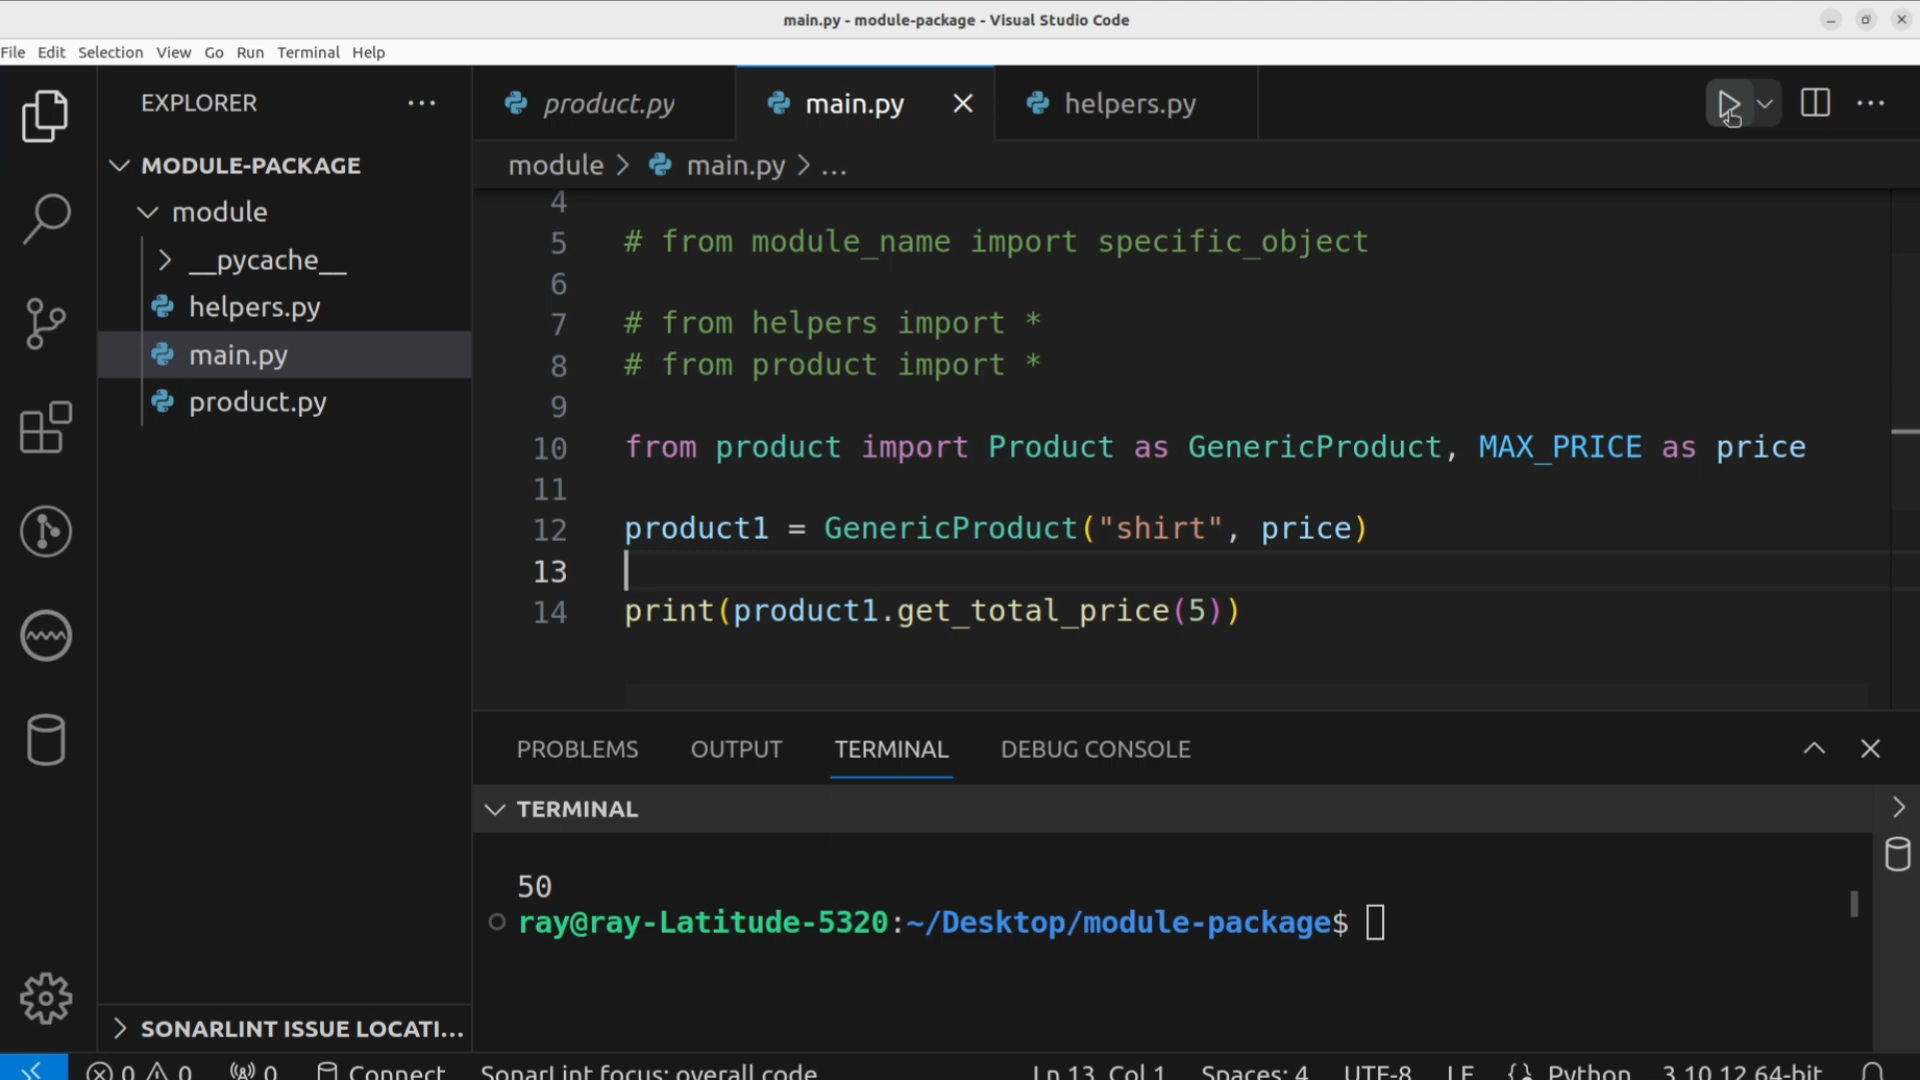 main.py - module-package - Visual Studio Code
File Edit Selection View Go Run Terminal Help
EXPLORER
MODULE-PACKAGE
module
__pycache__
helpers.py
main.py
product.py
SONARLINT ISSUE LOCATI...
product.py main.py helpers.py
module > main.py > ...
4
5 # from module_name import specific_object
6
7 # from helpers import *
8 # from product import *
9
10 from product import Product as GenericProduct, MAX_PRICE as price
11
12 product1 = GenericProduct("shirt", price)
13
14 print(product1.get_total_price(5))
PROBLEMS OUTPUT TERMINAL DEBUG CONSOLE
TERMINAL
50
ray@ray-Latitude-5320:~/Desktop/module-package$
0 0 0 Connect SonarLint focus: overall code Ln 13, Col 1 Spaces: 4 UTF-8 LF {} Python 3.10.12 64-bit